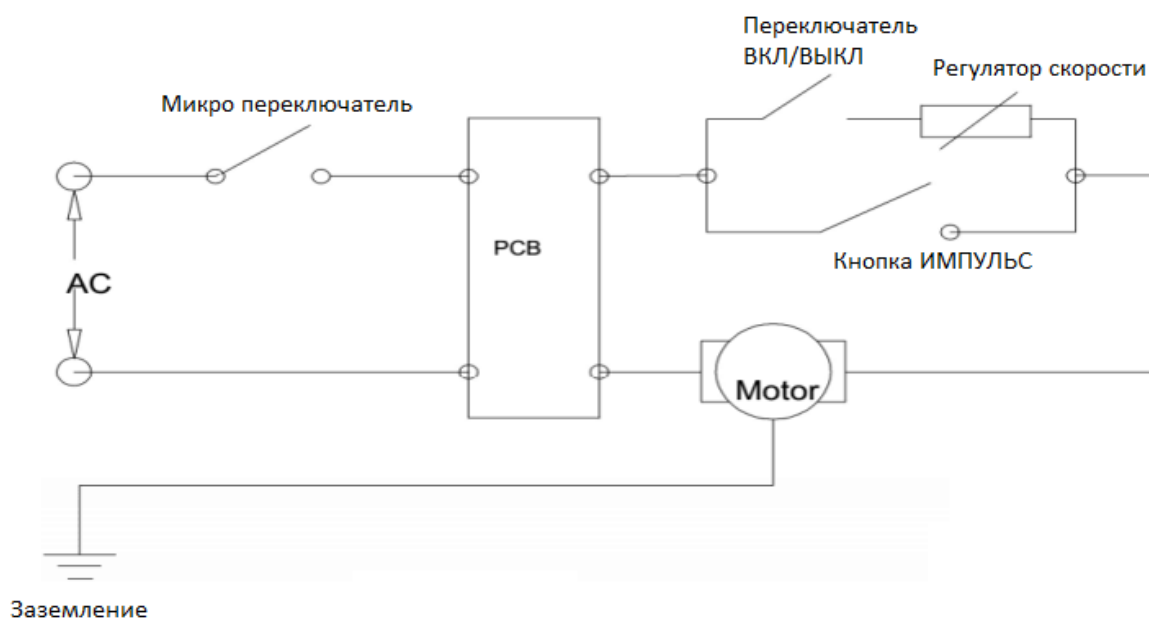 Переключатель
ВКЛ/ВЫКЛ
Регулятор скорости
Микро переключатель
PCB
Кнопка ИМПУЛЬС
AC
Motor
Заземление